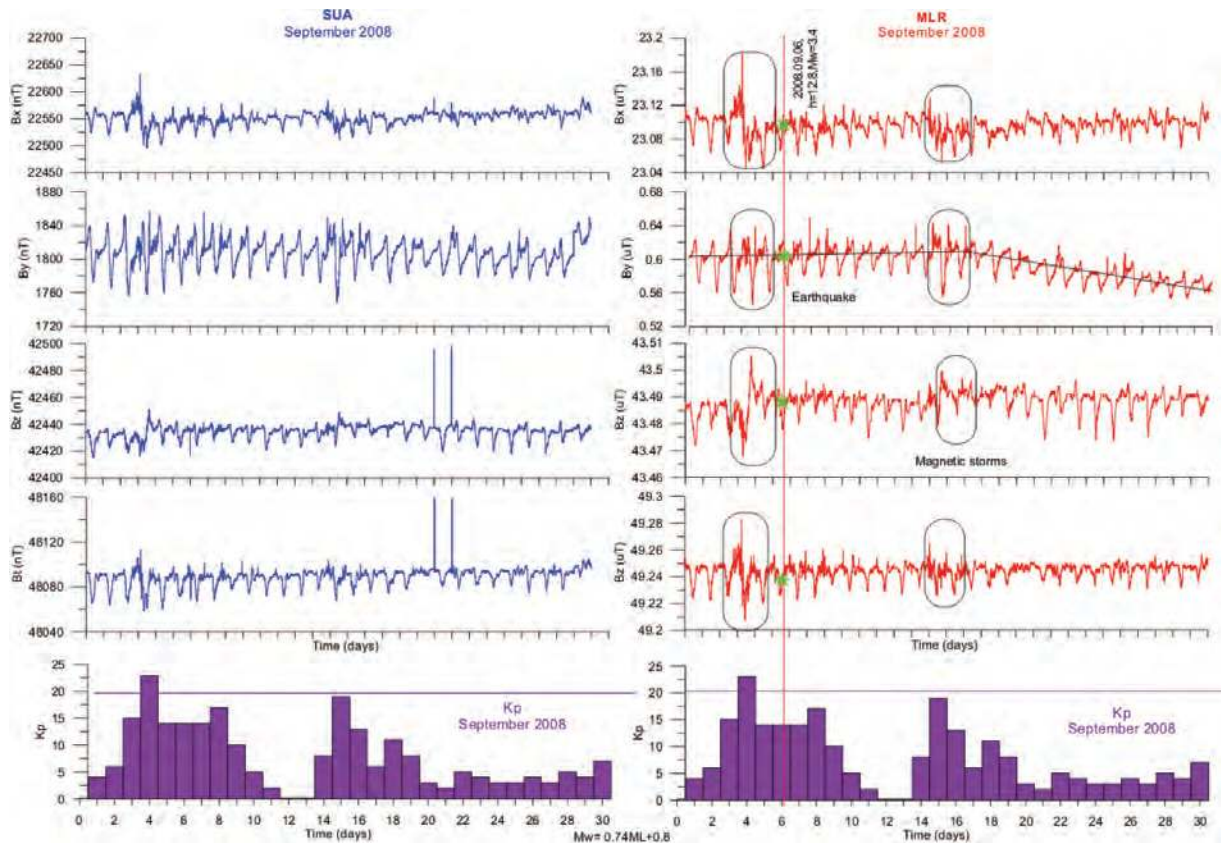 SUA
September 2008
22700
22650
22600
22550
22500
22450
Bx (nT)
1880
1840
1800
1760
1720
By (nT)
42500
42480
42460
42440
42420
42400
Bz (nT)
48160
48120
48080
48040
Bt (nT)
Time (days)
25
20
15
10
5
0
Kp
Kp
September 2008
0 2 4 6 8 10 12 14 16 18 20 22 24 26 28 30
Time (days)
Mw= 0.74ML+0.8
MLR
September 2008
2008.09.06,
h=12.8,Mw=3.4
23.2
23.16
23.12
23.08
23.04
Bx (uT)
0.68
0.64
0.6
0.56
0.52
By (uT)
Earthquake
43.51
43.5
43.49
43.48
43.46
Bz (uT)
Magnetic storms
49.3
49.28
49.26
49.24
49.22
49.2
Bz (uT)
Time (days)
25
20
15
10
5
0
Kp
Kp
September 2008
0 2 4 6 8 10 12 14 16 18 20 22 24 26 28 30
Time (days)